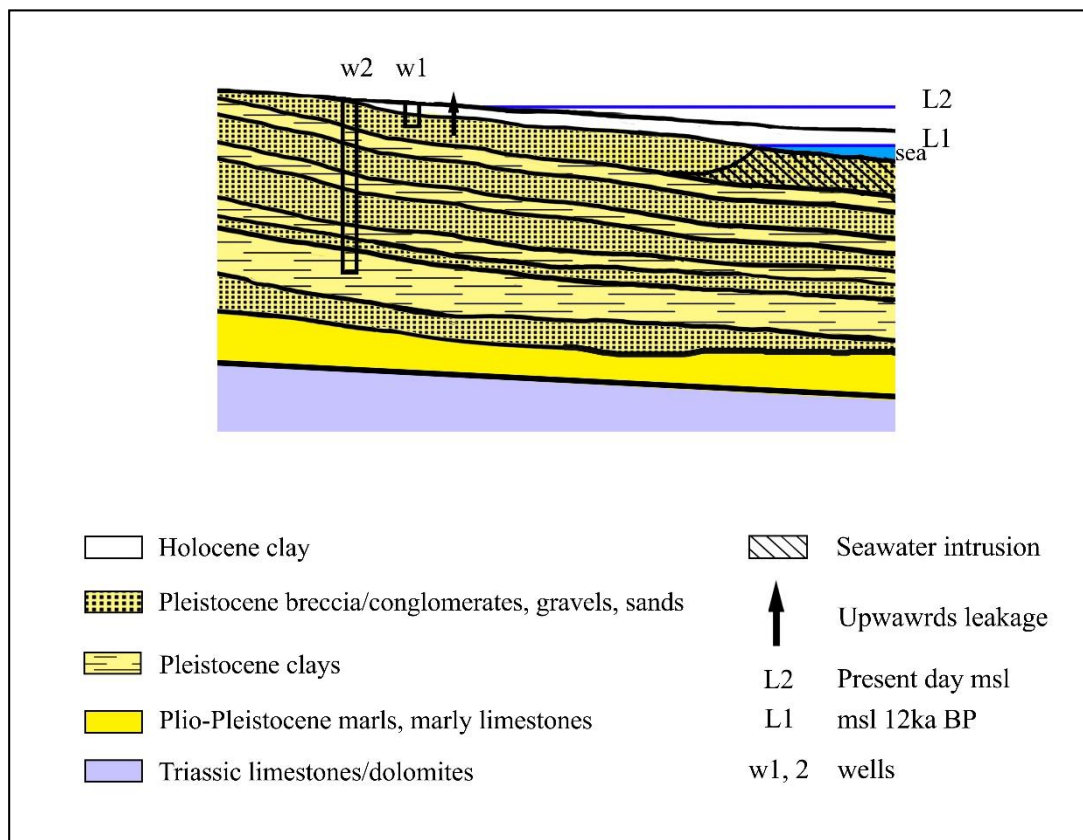 w2 w1
L2
L1
sea
Holocene clay
Pleistocene breccia/conglomerates, gravels, sands
Pleistocene clays
Plio-Pleistocene marls, marly limestones
Triassic limestones/dolomites
Seawater intrusion
Upwawrds leakage
L2 Present day msl
L1 msl 12ka BP
w1, 2 wells